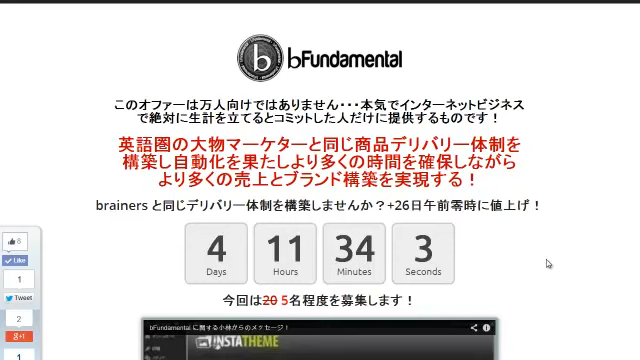 bFundamental
このオファーは万人向けではありません・・・本気でインターネットビジネス
で絶対に生計を立てるとコミットした人だけに提供するものです！
英語圏の大物マーケターと同じ商品デリバリー体制を
構築し自動化を果たしより多くの時間を確保しながら
より多くの売上とブランド構築を実現する！
brainers と同じデリバリー体制を構築しませんか？+26日午前零時に値上げ！
4 11 34 3
Days Hours Minutes Seconds
今回は20 5名程度を募集します！
8
Like
1
Tweet
2
+1
1
bFundamental に関する小林からのメッセージ！
INSTATHEME